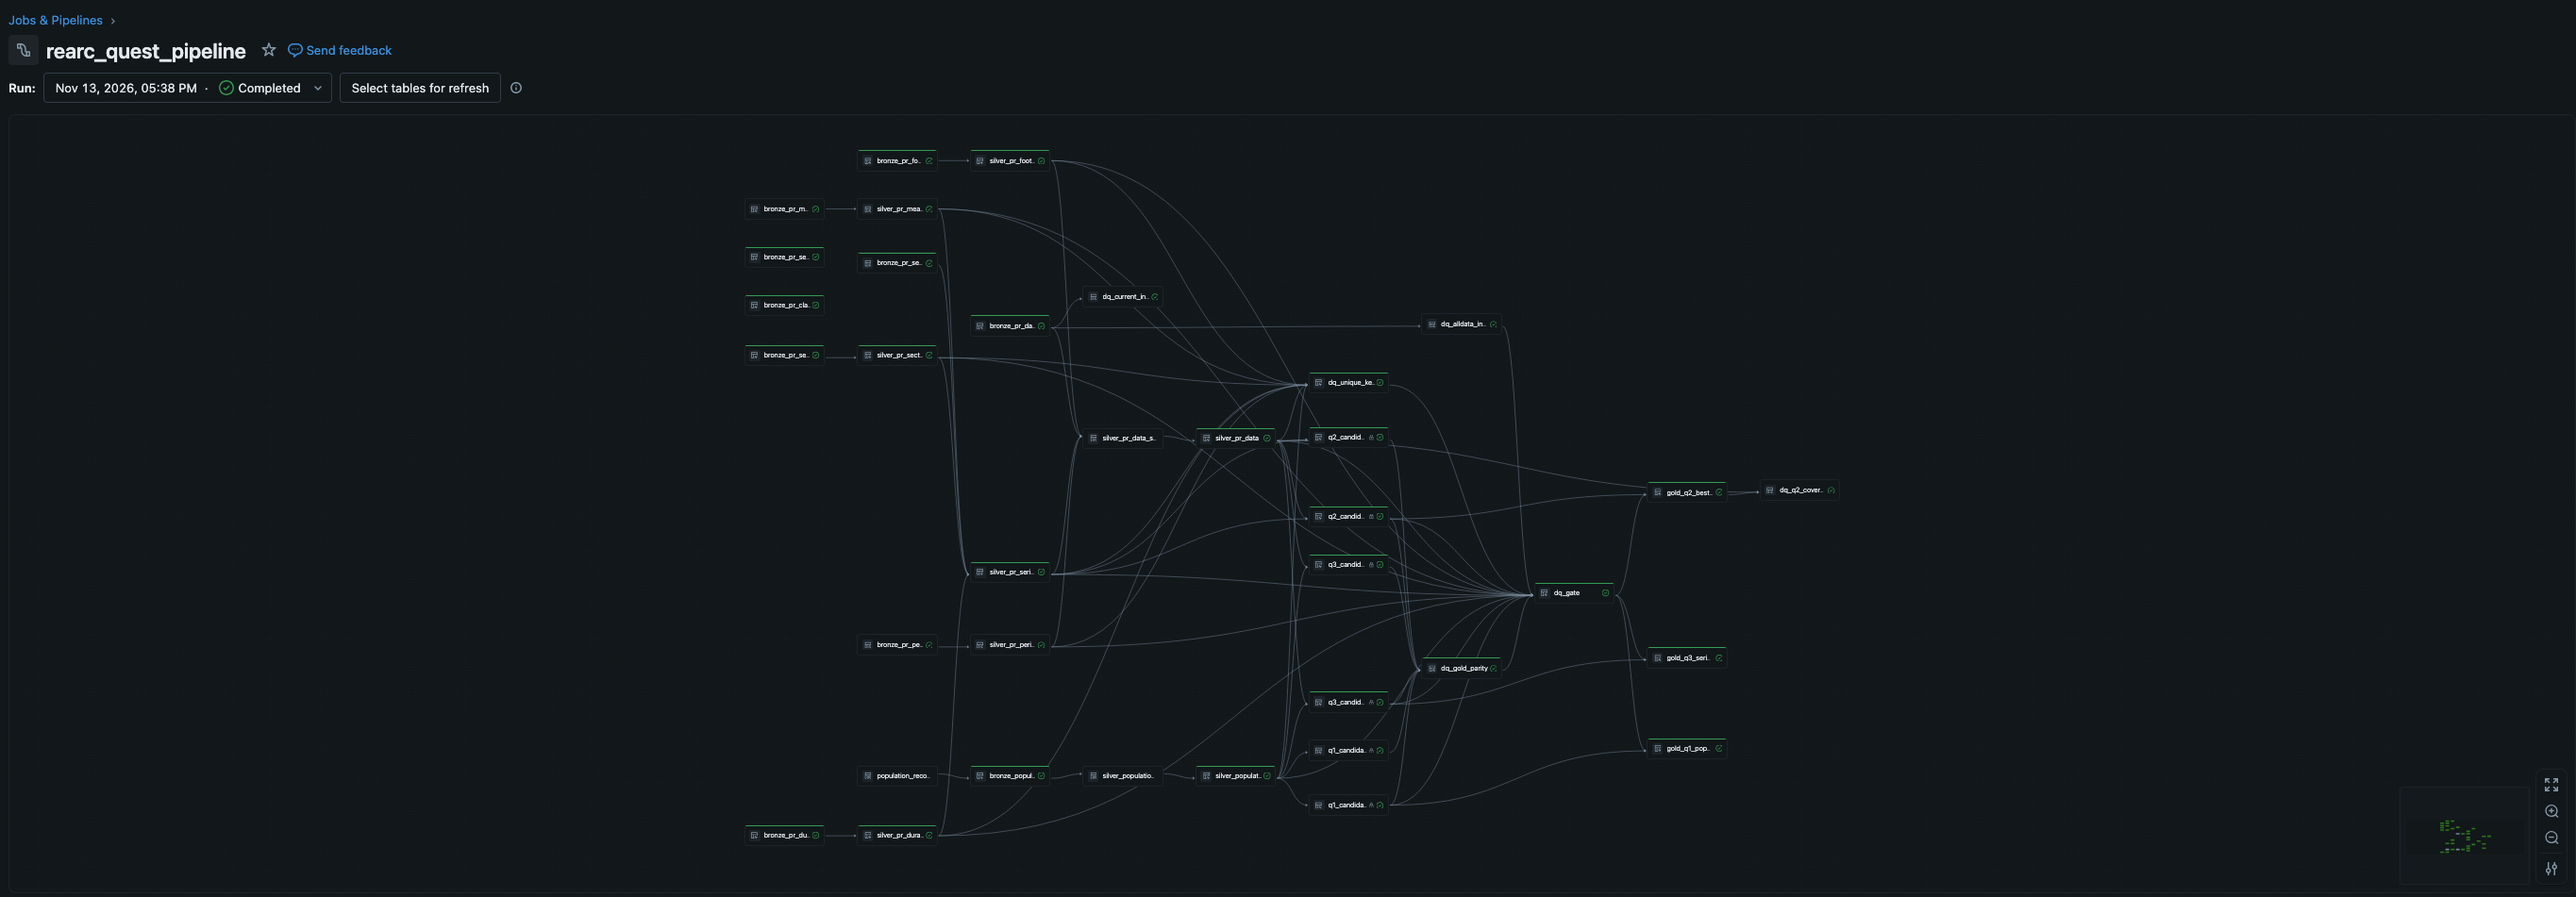 Jobs & Pipelines
rearc_quest_pipeline
Send feedback
Run:
Nov 13, 2026, 05:38 PM · Completed
Select tables for refresh
bronze_pr_fo..
silver_pr_foot..
bronze_pr_m..
silver_pr_mea..
bronze_pr_se..
bronze_pr_se..
dq_current_in..
bronze_pr_cla..
bronze_pr_da..
dq_alldata_in..
bronze_pr_se..
silver_pr_sect..
dq_unique_ke..
silver_pr_data_s..
silver_pr_data
q2_candid..
gold_q2_best..
dq_q2_cover..
q2_candid..
q3_candid..
silver_pr_seri..
dq_gate
bronze_pr_pe..
silver_pr_peri..
gold_q3_seri..
dq_gold_parity
q3_candid..
q1_candida..
gold_q1_pop..
population_reco..
bronze_popul..
silver_populatio..
silver_populat..
q1_candida..
bronze_pr_du..
silver_pr_dura..